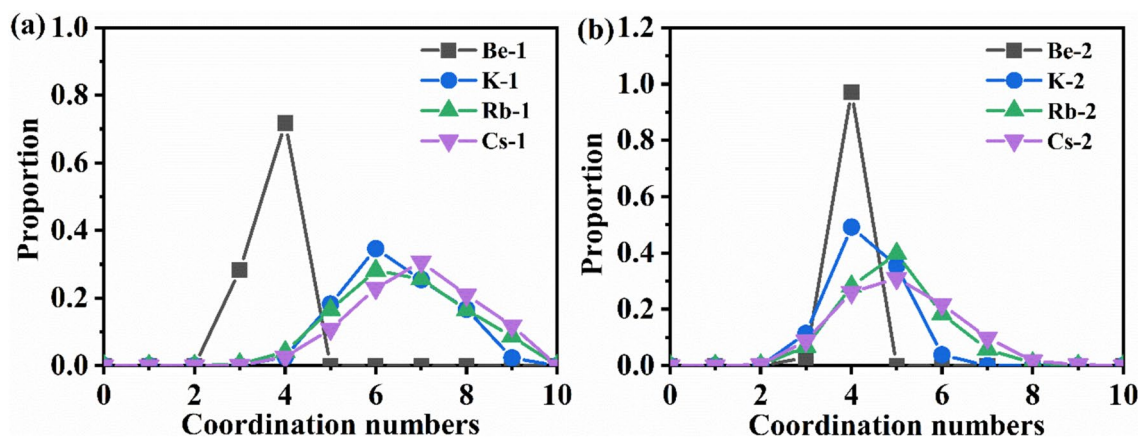 (a)
1.0
0.8
0.6
0.4
0.2
0.0
Proportion
Be-1
K-1
Rb-1
Cs-1
0 2 4 6 8 10
Coordination numbers
(b)
1.2
1.0
0.8
0.6
0.4
0.2
0.0
Proportion
Be-2
K-2
Rb-2
Cs-2
0 2 4 6 8 10
Coordination numbers